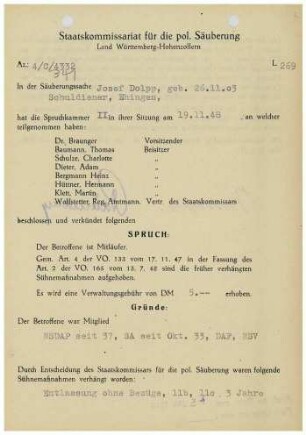 Staatskommissariat für die pol. Säuberung
Land Württemberg-Hohenzollern
Az.: 4/C/4332
L 269
In der Säuberungssache Josef Dolpp, geb. 26.11.03
Schuldiener, Ehingen,
hat die Spruchkammer II in ihrer Sitzung am 19.11.48 , an welcher
teilgenommen haben:
Dr. Braunger Vorsitzender
Baumann, Thomas Beisitzer
Schulze, Charlotte „
Dieter, Adam „
Bergmann Heinz „
Hüttner, Hermann „
Klett, Martin „
Wolfsutter, Reg. Amtmann, Vertr. des Staatskommissars
beschlossen und verkündet folgenden
SPRUCH:
Der Betroffene ist Mitläufer.
Gem. Art. 4 der VO. 133 vom 17. 11. 47 in der Fassung des
Art. 2 der VO. 165 vom 13. 7. 48 sind die früher verhängten
Sühnemaßnahmen aufgehoben.
Es wird eine Verwaltungsgebühr von DM 5.-- erhoben.
Gründe:
Der Betroffene war Mitglied
NSDAP seit 37, SA seit Okt. 33, DAF, NSV
Durch Entscheidung des Staatskommissars für die pol. Säuberung waren folgende
Sühnemaßnahmen verhängt worden:
Entlassung ohne Bezüge, 11b, 11c 3 Jahre